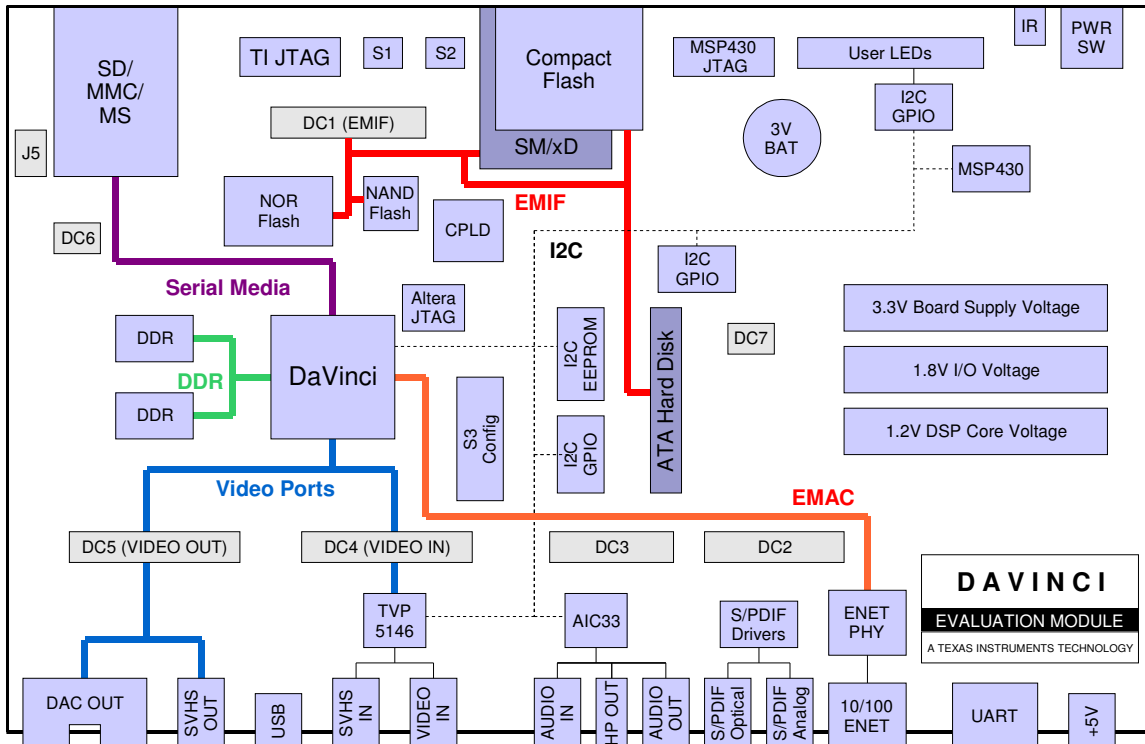 SD/
MMC/
MS
TI JTAG
S1
S2
Compact
Flash
MSP430
JTAG
User LEDs
IR
PWR
SW
I2C
GPIO
DC1 (EMIF)
3V
BAT
SM/xD
J5
MSP430
NOR
Flash
NAND
Flash
EMIF
CPLD
DC6
I2C
I2C
GPIO
Serial Media
Altera
JTAG
3.3V Board Supply Voltage
DDR
DaVinci
I2C
EEPROM
ATA Hard Disk
DC7
DDR
1.8V I/O Voltage
DDR
S3
Config
I2C
GPIO
1.2V DSP Core Voltage
Video Ports
EMAC
DC5 (VIDEO OUT)
DC4 (VIDEO IN)
DC3
DC2
DAVINCI
EVALUATION MODULE
A TEXAS INSTRUMENTS TECHNOLOGY
TVP
5146
AIC33
S/PDIF
Drivers
ENET
PHY
DAC OUT
SVHS
OUT
USB
SVHS
IN
VIDEO
IN
AUDIO
IN
HP OUT
AUDIO
OUT
S/PDIF
Optical
S/PDIF
Analog
10/100
ENET
UART
+5V